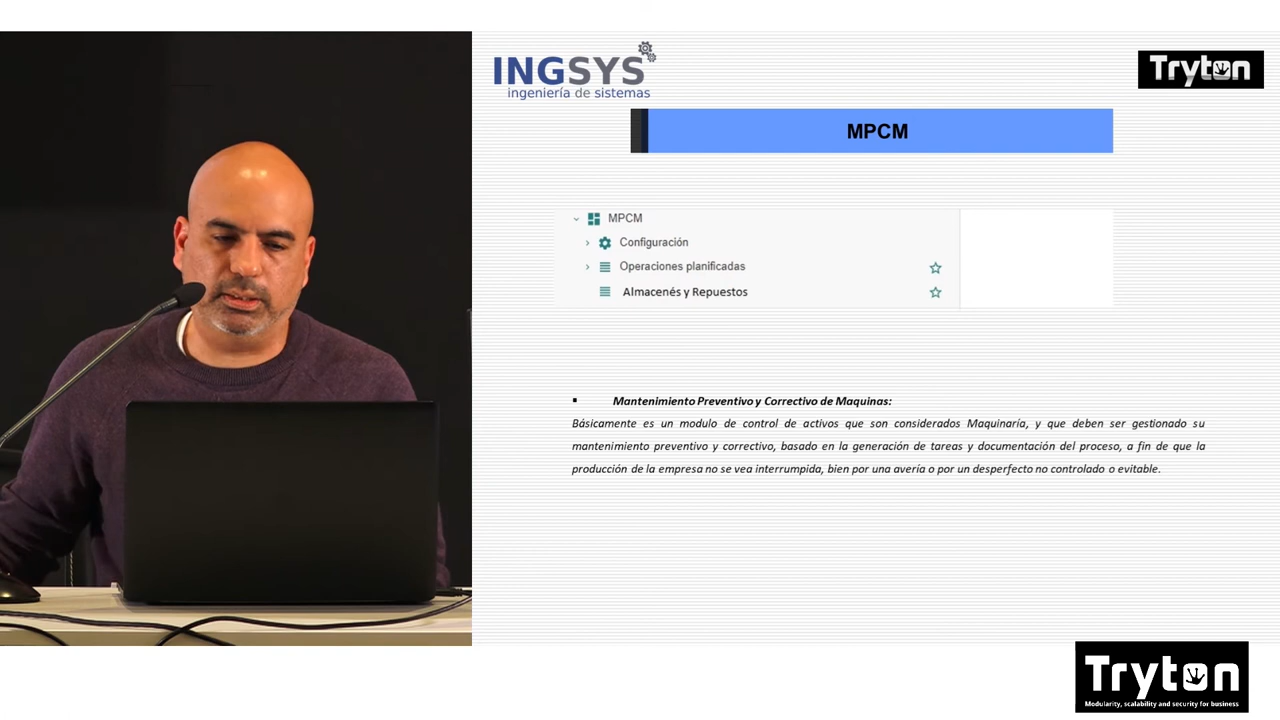 INGSYS
ingeniería de sistemas
Tryton
MPCM
MPCM
Configuración
Operaciones planificadas
Almacenés y Repuestos
▪ Mantenimiento Preventivo y Correctivo de Maquinas:
Básicamente es un modulo de control de activos que son considerados Maquinaría, y que deben ser gestionado su
mantenimiento preventivo y correctivo, basado en la generación de tareas y documentación del proceso, a fin de que la
producción de la empresa no se vea interrumpida, bien por una avería o por un desperfecto no controlado o evitable.
Tryton
Modularity, scalability and security for business